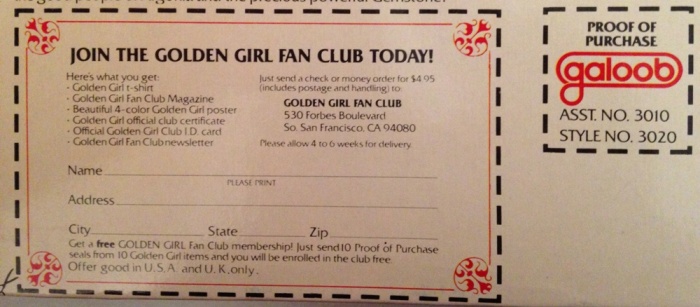 JOIN THE GOLDEN GIRL FAN CLUB TODAY!
Here's what you get:
- Golden Girl t-shirt
- Golden Girl Fan Club Magazine
- Beautiful 4-color Golden Girl poster
- Golden Girl official club certificate
- Official Golden Girl Club I.D. card
- Golden Girl Fan Club newsletter
Just send a check or money order for $4.95
(includes postage and handling) to:
GOLDEN GIRL FAN CLUB
530 Forbes Boulevard
So. San Francisco, CA 94080
Please allow 4 to 6 weeks for delivery
Name
PLEASE PRINT
Address
City State Zip
Get a free GOLDEN GIRL Fan Club membership! Just send 10 Proof of Purchase
seals from 10 Golden Girl items and you will be enrolled in the club free.
Offer good in U.S.A. and U.K. only.
PROOF OF
PURCHASE
galoob
ASST. NO. 3010
STYLE NO. 3020